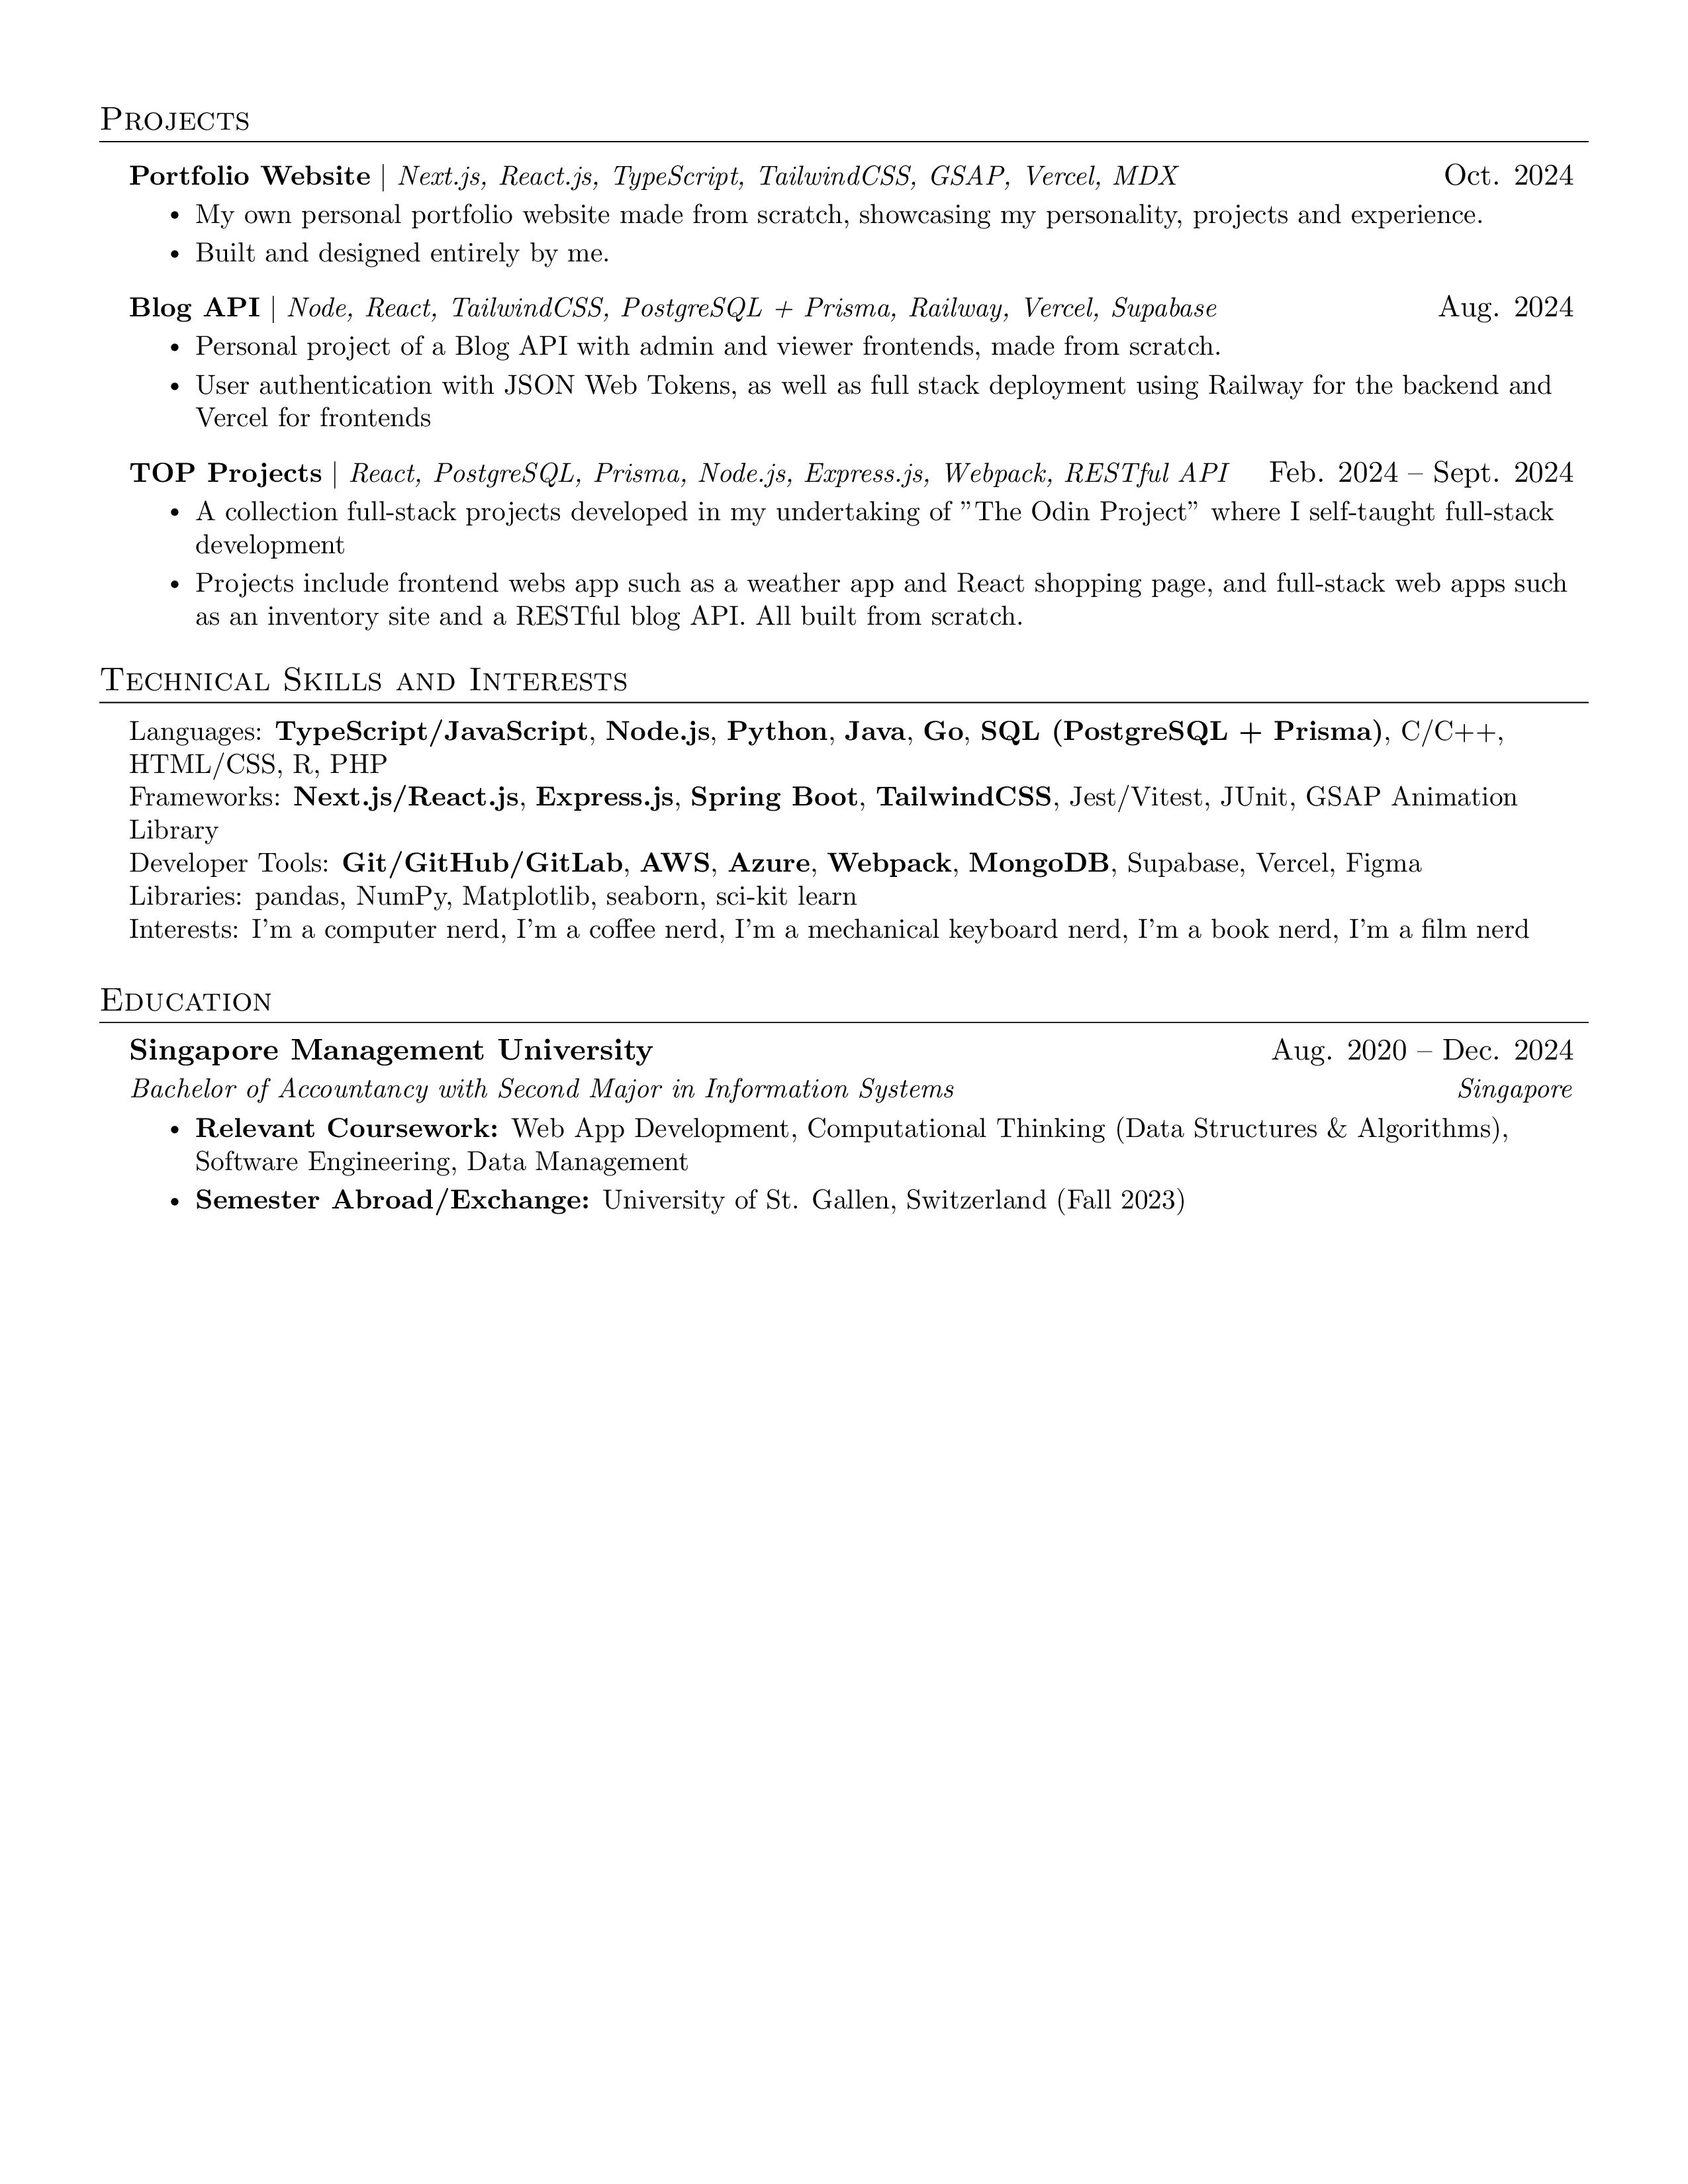 Projects
Portfolio Website | Next.js, React.js, TypeScript, TailwindCSS, GSAP, Vercel, MDX Oct. 2024
• My own personal portfolio website made from scratch, showcasing my personality, projects and experience.
• Built and designed entirely by me.
Blog API | Node, React, TailwindCSS, PostgreSQL + Prisma, Railway, Vercel, Supabase Aug. 2024
• Personal project of a Blog API with admin and viewer frontends, made from scratch.
• User authentication with JSON Web Tokens, as well as full stack deployment using Railway for the backend and
Vercel for frontends
TOP Projects | React, PostgreSQL, Prisma, Node.js, Express.js, Webpack, RESTful API Feb. 2024 – Sept. 2024
• A collection full-stack projects developed in my undertaking of ”The Odin Project” where I self-taught full-stack
development
• Projects include frontend webs app such as a weather app and React shopping page, and full-stack web apps such
as an inventory site and a RESTful blog API. All built from scratch.
Technical Skills and Interests
Languages: TypeScript/JavaScript, Node.js, Python, Java, Go, SQL (PostgreSQL + Prisma), C/C++,
HTML/CSS, R, PHP
Frameworks: Next.js/React.js, Express.js, Spring Boot, TailwindCSS, Jest/Vitest, JUnit, GSAP Animation
Library
Developer Tools: Git/GitHub/GitLab, AWS, Azure, Webpack, MongoDB, Supabase, Vercel, Figma
Libraries: pandas, NumPy, Matplotlib, seaborn, sci-kit learn
Interests: I’m a computer nerd, I’m a coffee nerd, I’m a mechanical keyboard nerd, I’m a book nerd, I’m a film nerd
Education
Singapore Management University Aug. 2020 – Dec. 2024
Bachelor of Accountancy with Second Major in Information Systems Singapore
• Relevant Coursework: Web App Development, Computational Thinking (Data Structures & Algorithms),
Software Engineering, Data Management
• Semester Abroad/Exchange: University of St. Gallen, Switzerland (Fall 2023)